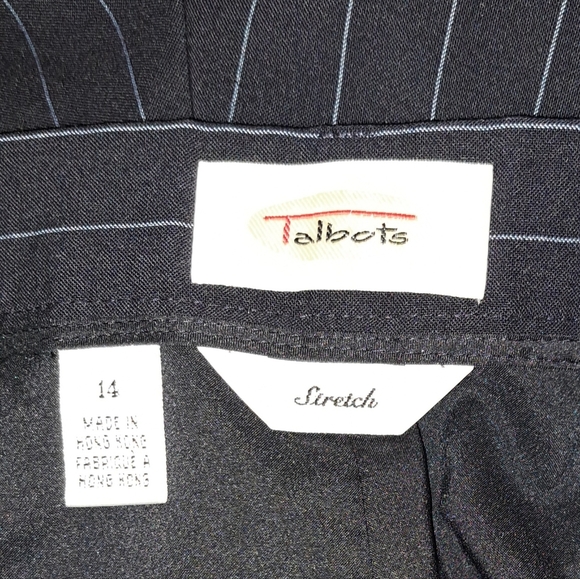 Talbots
Stretch
14
MADE IN
HONG KONG
FABRIQUÉ À
HONG KONG